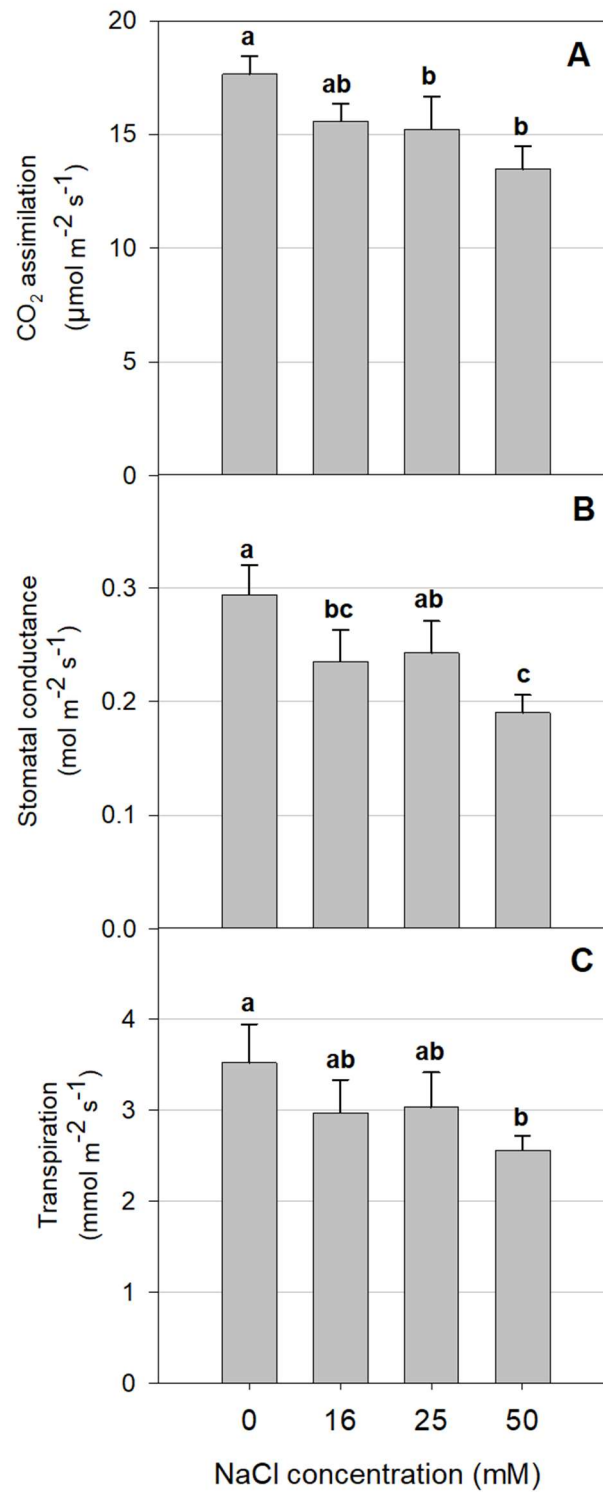 20
15
10
5
0
CO₂ assimilation
(µmol m⁻² s⁻¹)
a
ab
b
b
A
0.3
0.2
0.1
0.0
Stomatal conductance
(mol m⁻² s⁻¹)
a
bc
ab
c
B
4
3
2
1
0
Transpiration
(mmol m⁻² s⁻¹)
a
ab
ab
b
C
0 16 25 50
NaCl concentration (mM)